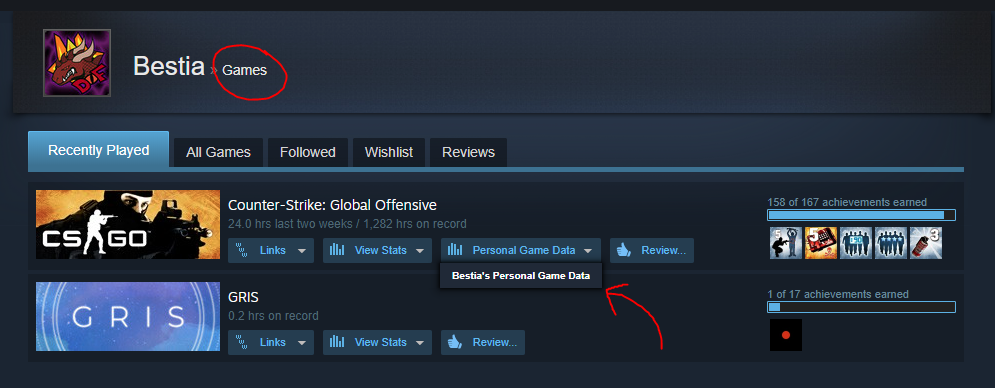 Bestia » Games
Recently Played All Games Followed Wishlist Reviews
CS GO
Counter-Strike: Global Offensive
24.0 hrs last two weeks / 1,282 hrs on record
Links View Stats Personal Game Data Review...
Bestia's Personal Game Data
158 of 167 achievements earned
GRIS
GRIS
0.2 hrs on record
Links View Stats Review...
1 of 17 achievements earned